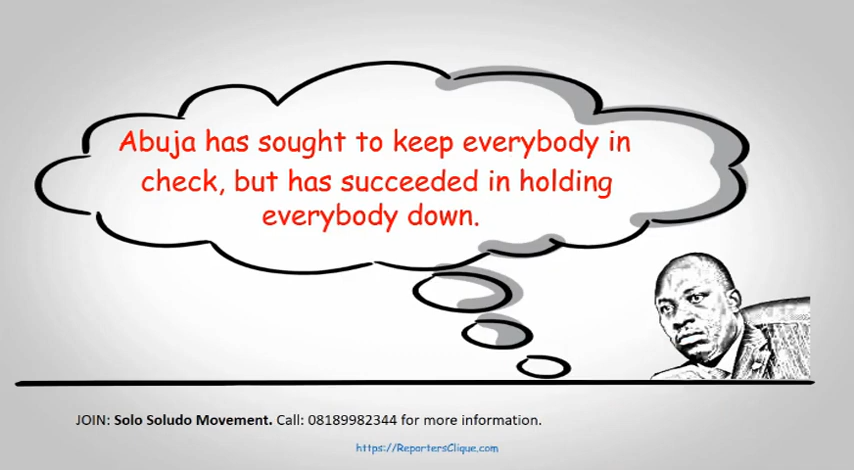 Abuja has sought to keep everybody in
check, but has succeeded in holding
everybody down.
JOIN: Solo Soludo Movement. Call: 08189982344 for more information.
https://ReportersClique.com